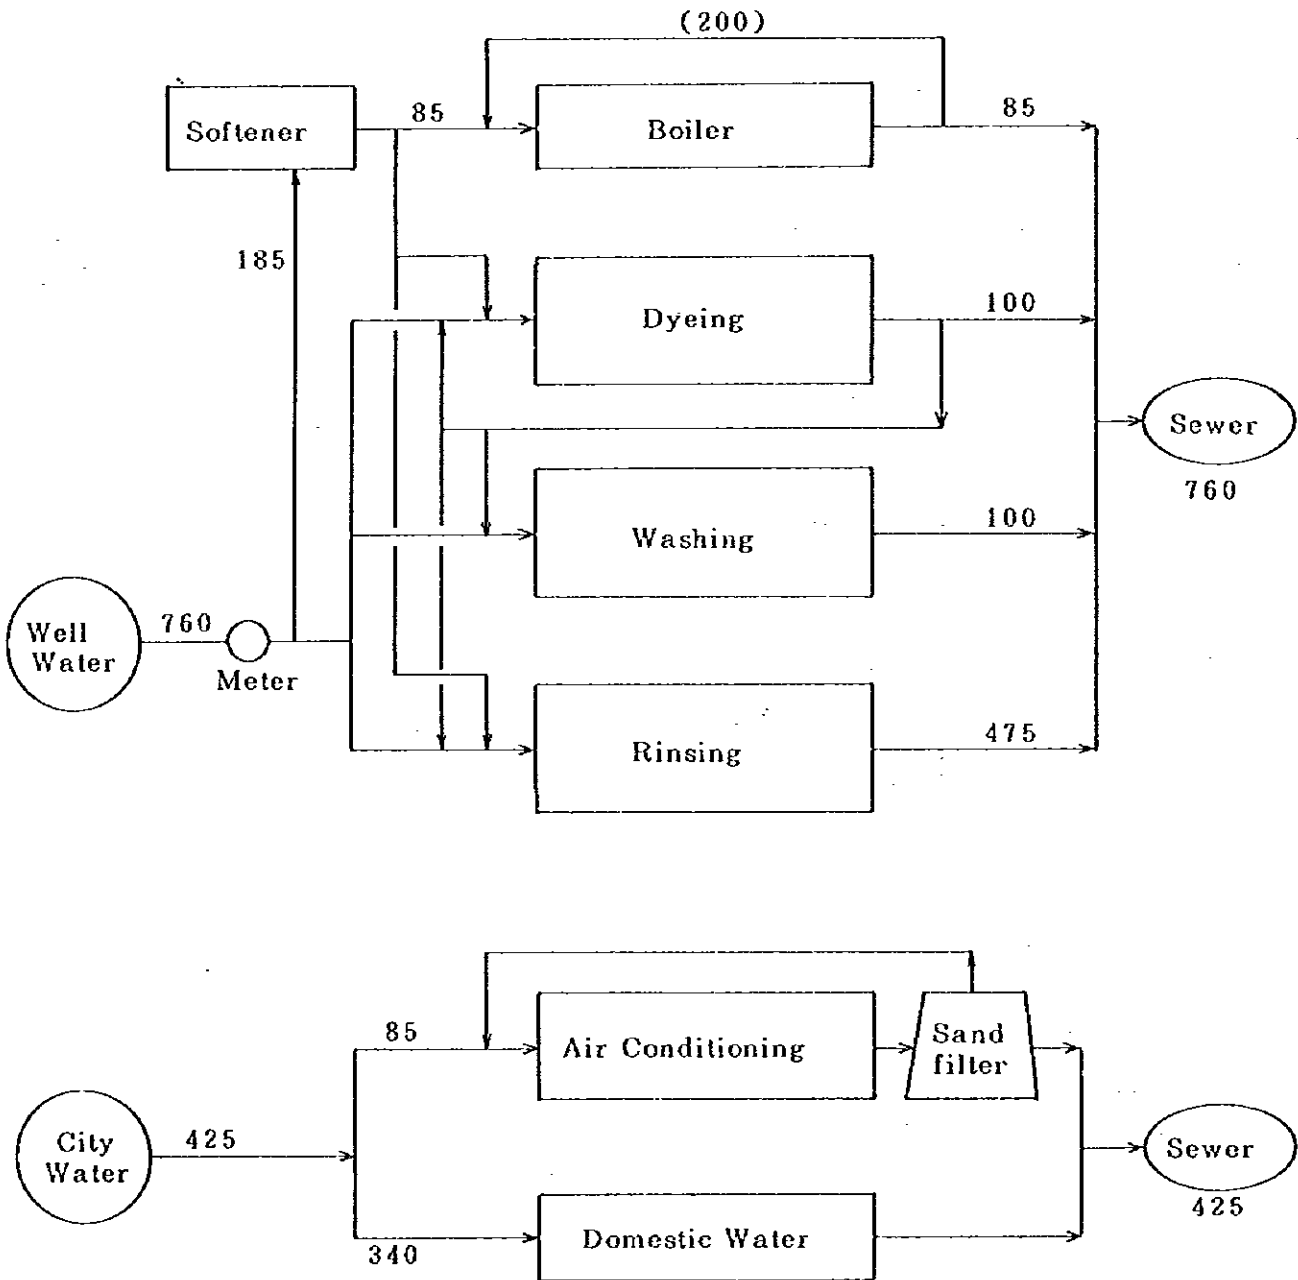 (200)
Softener
85
Boiler
85
185
Dyeing
100
Sewer
760
Washing
100
Well
Water
760
Meter
Rinsing
475
85
Air Conditioning
Sand
filter
City
Water
425
Sewer
425
340
Domestic Water